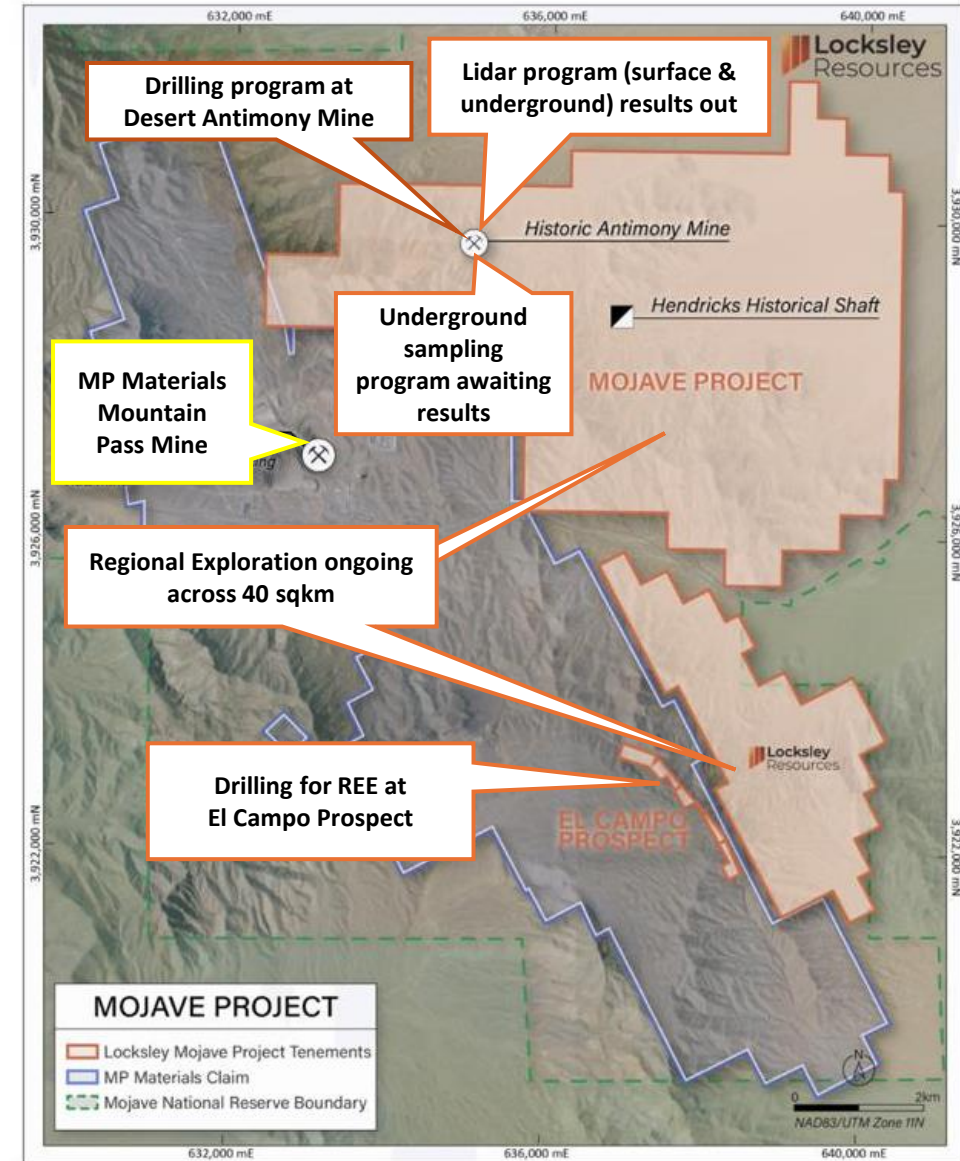 632,000 mE
636,000 mE
640,000 mE
Locksley
Resources
Drilling program at
Desert Antimony Mine
Lidar program (surface &
underground) results out
3,930,000 mN
3,930,000 mN
Historic Antimony Mine
Hendricks Historical Shaft
Underground
sampling
program awaiting
results
MOJAVE PROJECT
MP Materials
Mountain
Pass Mine
3,926,000 mN
3,926,000 mN
Regional Exploration ongoing
across 40 sqkm
Locksley
Resources
Drilling for REE at
El Campo Prospect
EL CAMPO
PROSPECT
3,922,000 mN
3,922,000 mN
MOJAVE PROJECT
Locksley Mojave Project Tenements
MP Materials Claim
Mojave National Reserve Boundary
N
0 2km
NAD83/UTM Zone 11N
632,000 mE
636,000 mE
640,000 mE